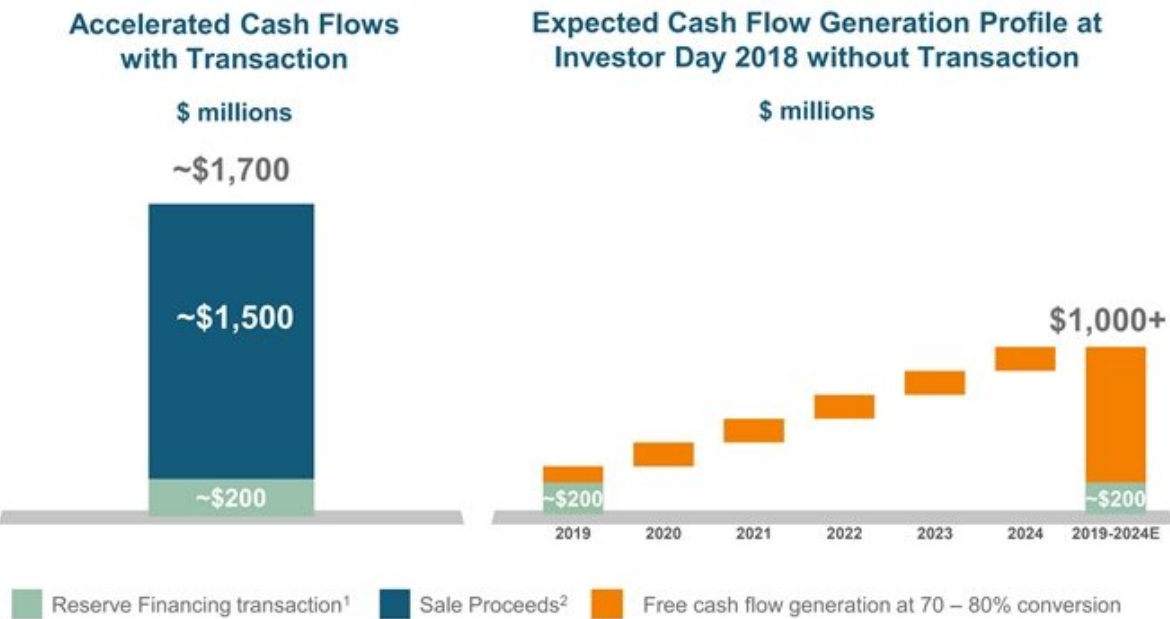 Accelerated Cash Flows
with Transaction
$ millions
~$1,700
~$1,500
~$200
Expected Cash Flow Generation Profile at
Investor Day 2018 without Transaction
$ millions
$1,000+
~$200
~$200
2019
2020
2021
2022
2023
2024
2019-2024E
Reserve Financing transaction¹
Sale Proceeds²
Free cash flow generation at 70 – 80% conversion